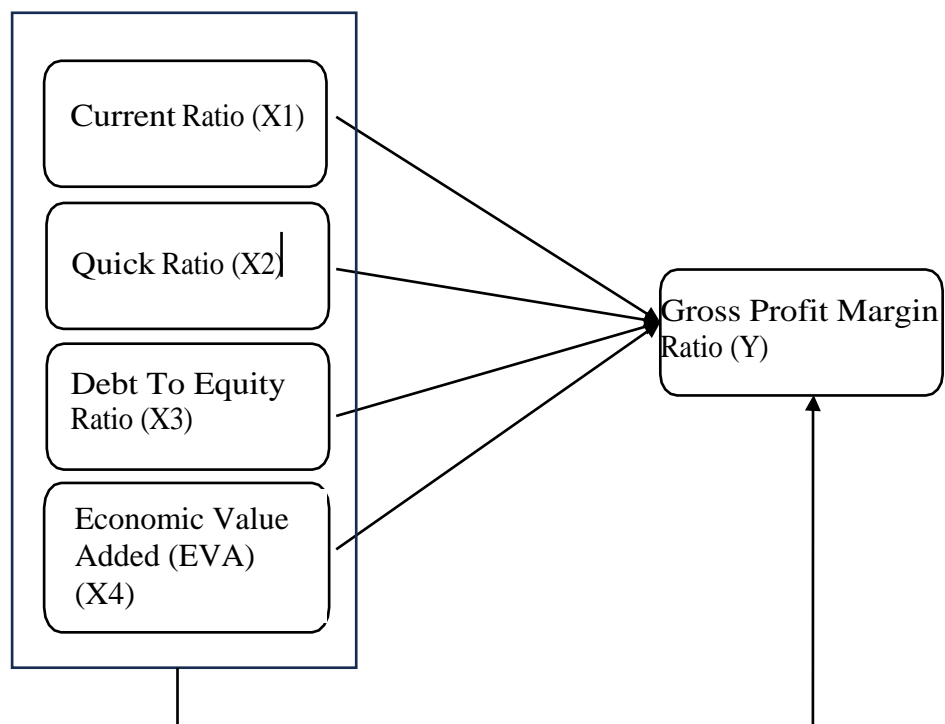 Current Ratio (X1)
Quick Ratio (X2)
Debt To Equity
Ratio (X3)
Economic Value
Added (EVA)
(X4)
Gross Profit Margin
Ratio (Y)